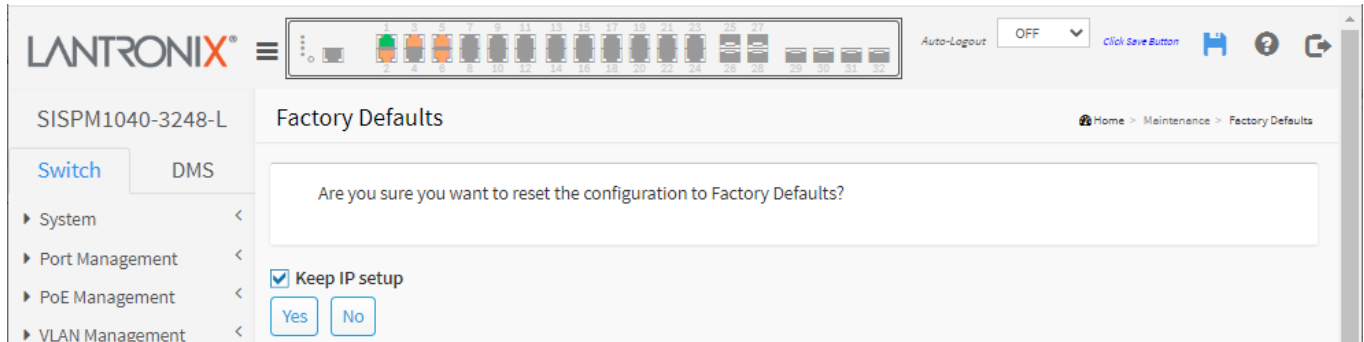 LANTRONIX®
1 3 5 7 9 11 13 15 17 19 21 23 25 27
2 4 6 8 10 12 14 16 18 20 22 24 26 28 29 30 31 32
Auto-Logout OFF Click Save Button
SISPM1040-3248-L
Factory Defaults
Home > Maintenance > Factory Defaults
Switch DMS
Are you sure you want to reset the configuration to Factory Defaults?
System
Port Management
Keep IP setup
PoE Management
Yes No
VLAN Management